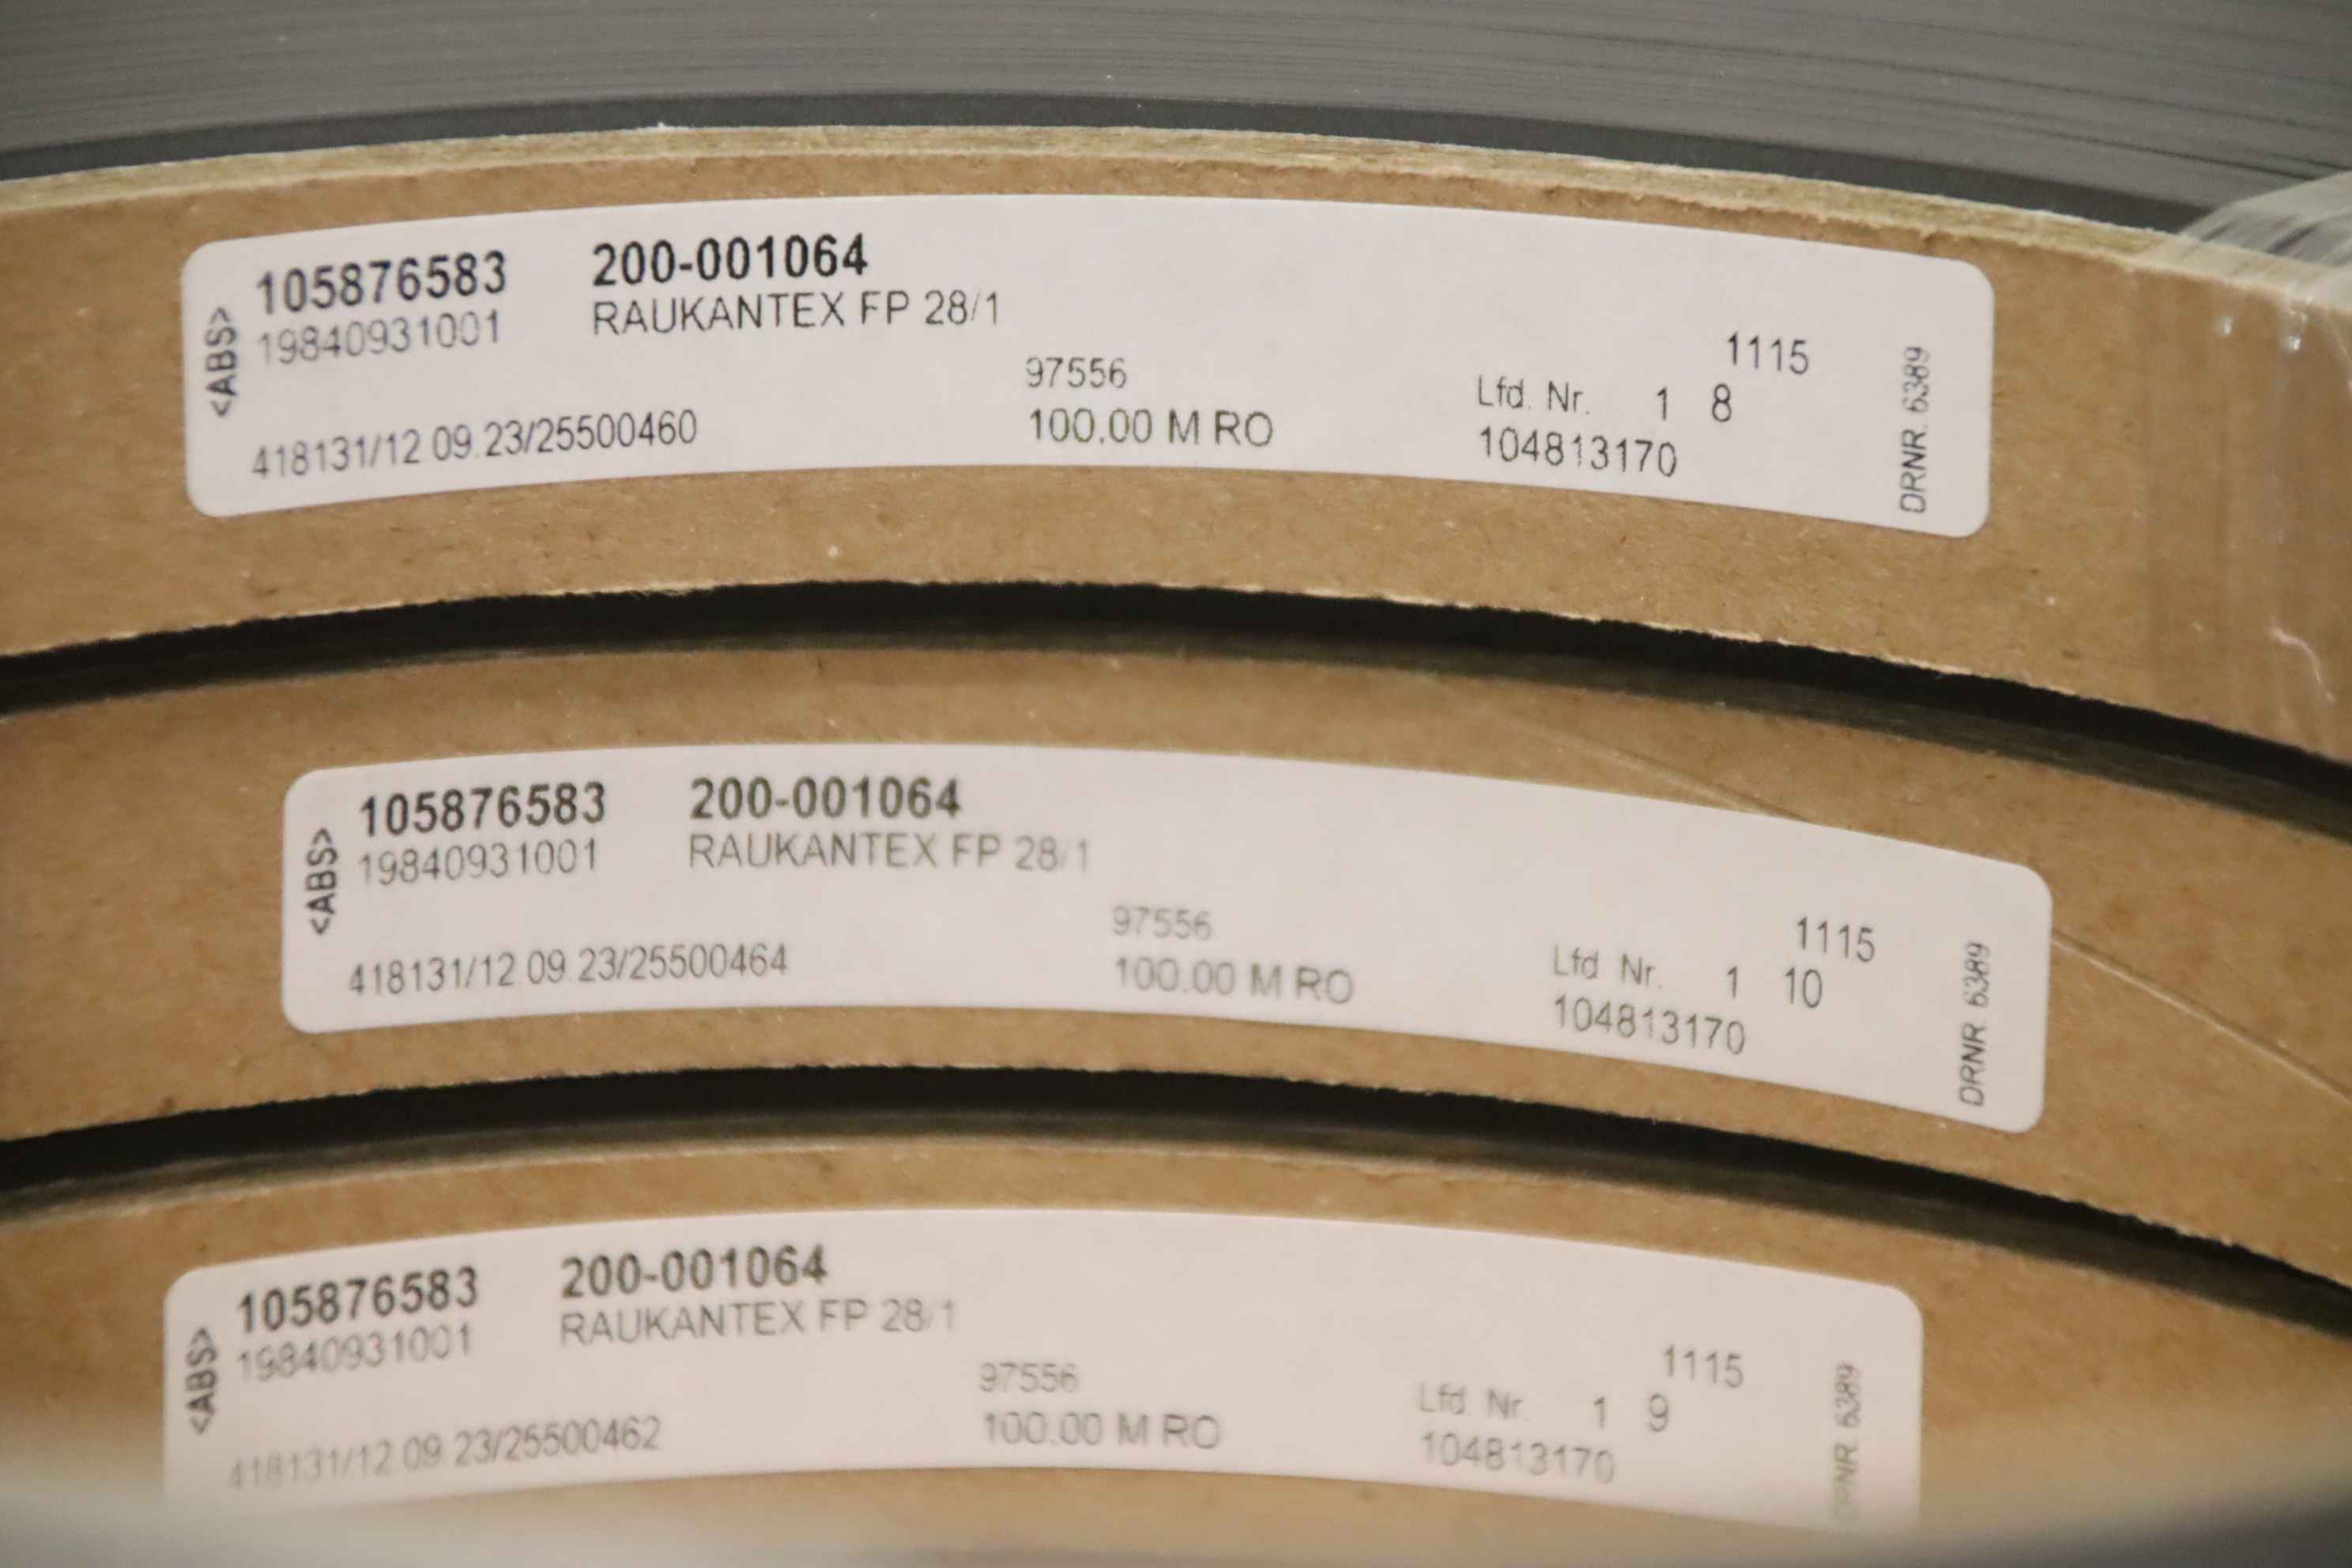 <ABS>
105876583 200-001064
19840931001 RAUKANTEX FP 28/1
97556 1115
Lfd. Nr. 1 8
418131/12.09.23/25500460 100.00 M RO 104813170
DRNR. 6389
<ABS>
105876583 200-001064
19840931001 RAUKANTEX FP 28/1
97556 1115
Lfd. Nr. 1 10
418131/12.09.23/25500464 100.00 M RO 104813170
DRNR. 6389
<ABS>
105876583 200-001064
19840931001 RAUKANTEX FP 28/1
97556 1115
Lfd. Nr. 1 9
418131/12.09.23/25500462 100.00 M RO 104813170
DRNR. 6389